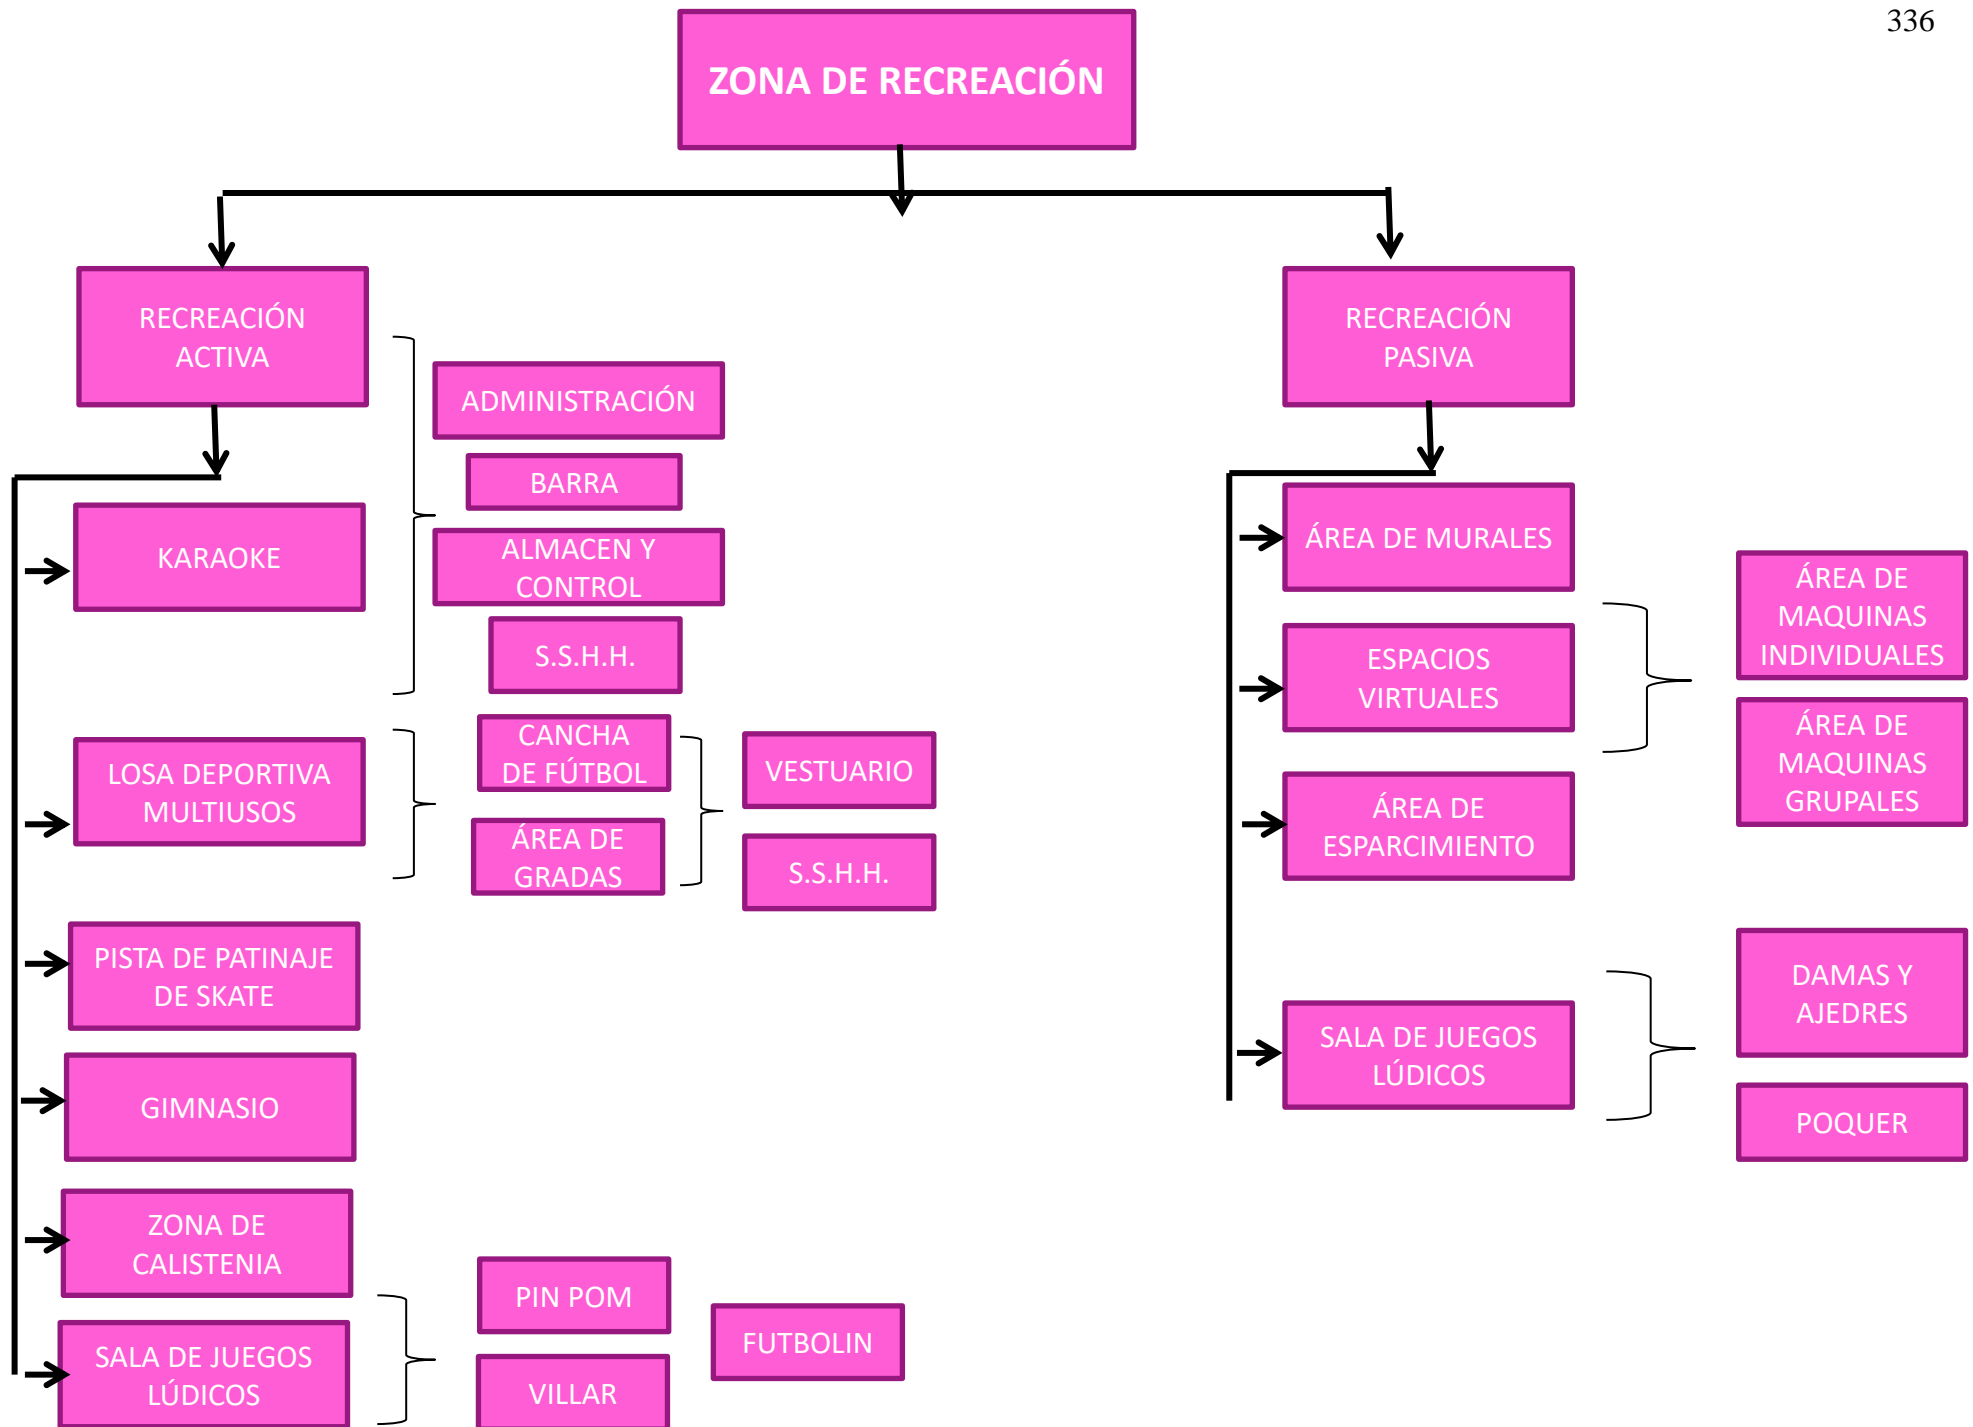 336
ZONA DE RECREACIÓN
RECREACIÓN
ACTIVA
ADMINISTRACIÓN
BARRA
ALMACEN Y
CONTROL
S.S.H.H.
KARAOKE
LOSA DEPORTIVA
MULTIUSOS
CANCHA
DE FÚTBOL
ÁREA DE
GRADAS
VESTUARIO
S.S.H.H.
PISTA DE PATINAJE
DE SKATE
GIMNASIO
ZONA DE
CALISTENIA
SALA DE JUEGOS
LÚDICOS
PIN POM
VILLAR
FUTBOLIN
RECREACIÓN
PASIVA
ÁREA DE MURALES
ESPACIOS
VIRTUALES
ÁREA DE
MAQUINAS
INDIVIDUALES
ÁREA DE
MAQUINAS
GRUPALES
ÁREA DE
ESPARCIMIENTO
SALA DE JUEGOS
LÚDICOS
DAMAS Y
AJEDRES
POQUER